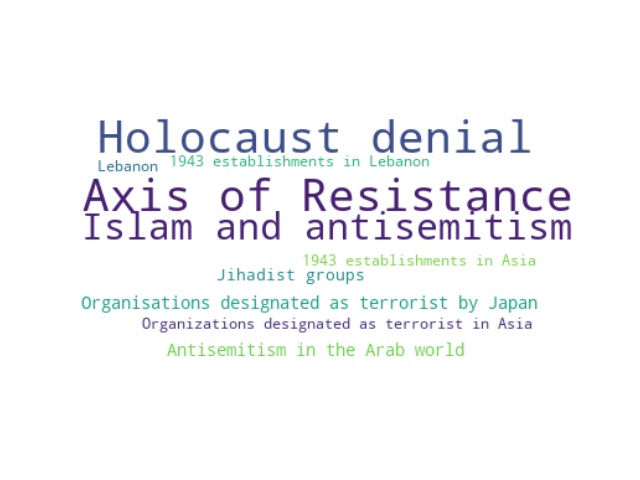 Holocaust denial
1943 establishments in Lebanon
Lebanon
Axis of Resistance
Islam and antisemitism
1943 establishments in Asia
Jihadist groups
Organisations designated as terrorist by Japan
Organizations designated as terrorist in Asia
Antisemitism in the Arab world